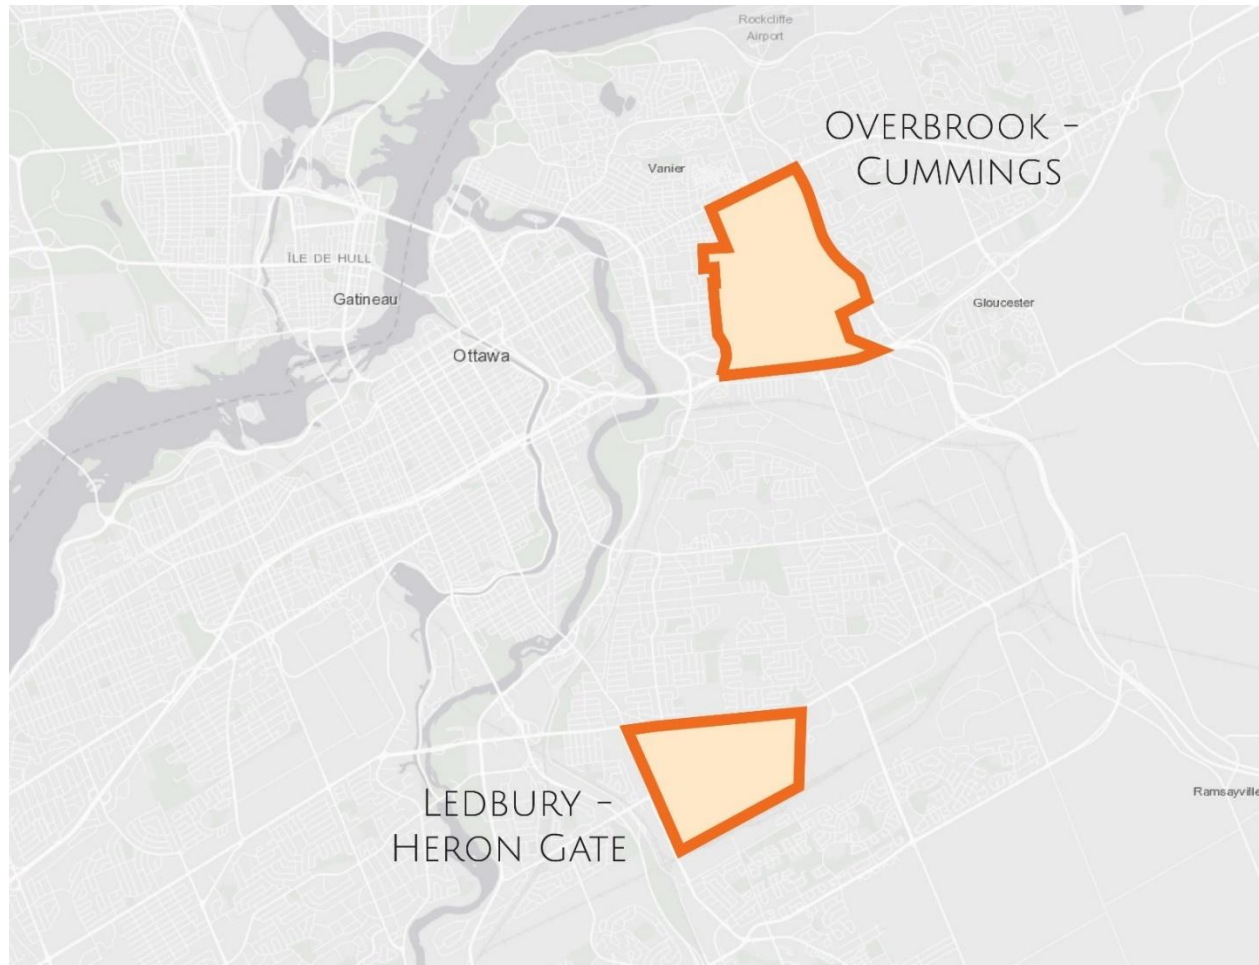 Rockcliffe
Airport
OVERBROOK –
CUMMINGS
Vanier
ÎLE DE HULL
Gatineau
Gloucester
Ottawa
LEDBURY –
HERON GATE
Ramsayville